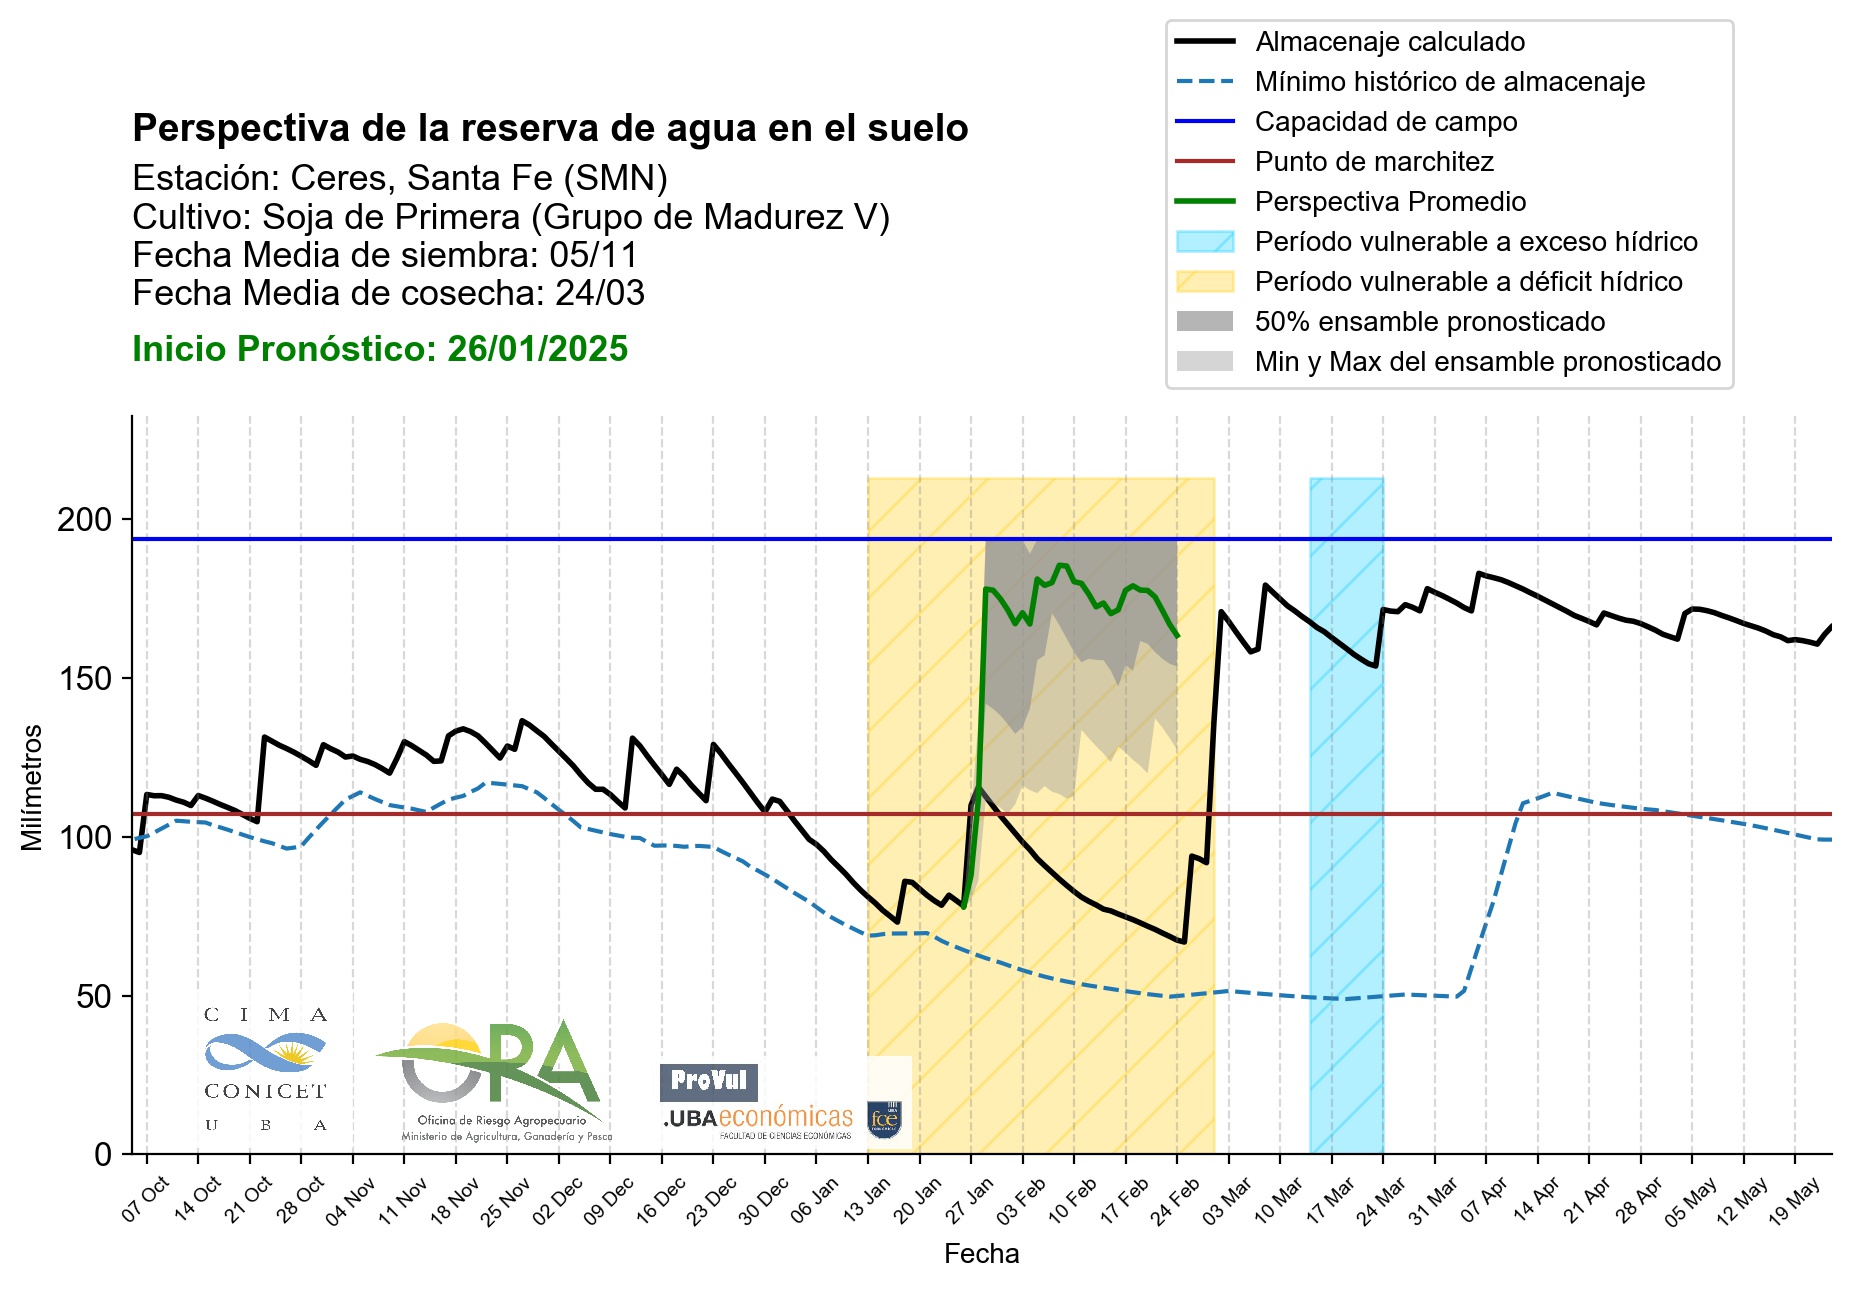 Almacenaje calculado
Mínimo histórico de almacenaje
Capacidad de campo
Punto de marchitez
Perspectiva Promedio
Período vulnerable a exceso hídrico
Período vulnerable a déficit hídrico
50% ensamble pronosticado
Min y Max del ensamble pronosticado
Perspectiva de la reserva de agua en el suelo
Estación: Ceres, Santa Fe (SMN)
Cultivo: Soja de Primera (Grupo de Madurez V)
Fecha Media de siembra: 05/11
Fecha Media de cosecha: 24/03
Inicio Pronóstico: 26/01/2025
Milímetros
200
150
100
50
0
CIMA
CONICET
UBA
ORA
Oficina de Riesgo Agropecuario
Ministerio de Agricultura, Ganadería y Pesca
ProVul
.UBAeconómicas
FACULTAD DE CIENCIAS ECONÓMICAS
UBA
fce
ECONÓMICAS
07 Oct
14 Oct
21 Oct
28 Oct
04 Nov
11 Nov
18 Nov
25 Nov
02 Dec
09 Dec
16 Dec
23 Dec
30 Dec
06 Jan
13 Jan
20 Jan
27 Jan
03 Feb
10 Feb
17 Feb
24 Feb
03 Mar
10 Mar
17 Mar
24 Mar
31 Mar
07 Apr
14 Apr
21 Apr
28 Apr
05 May
12 May
19 May
Fecha